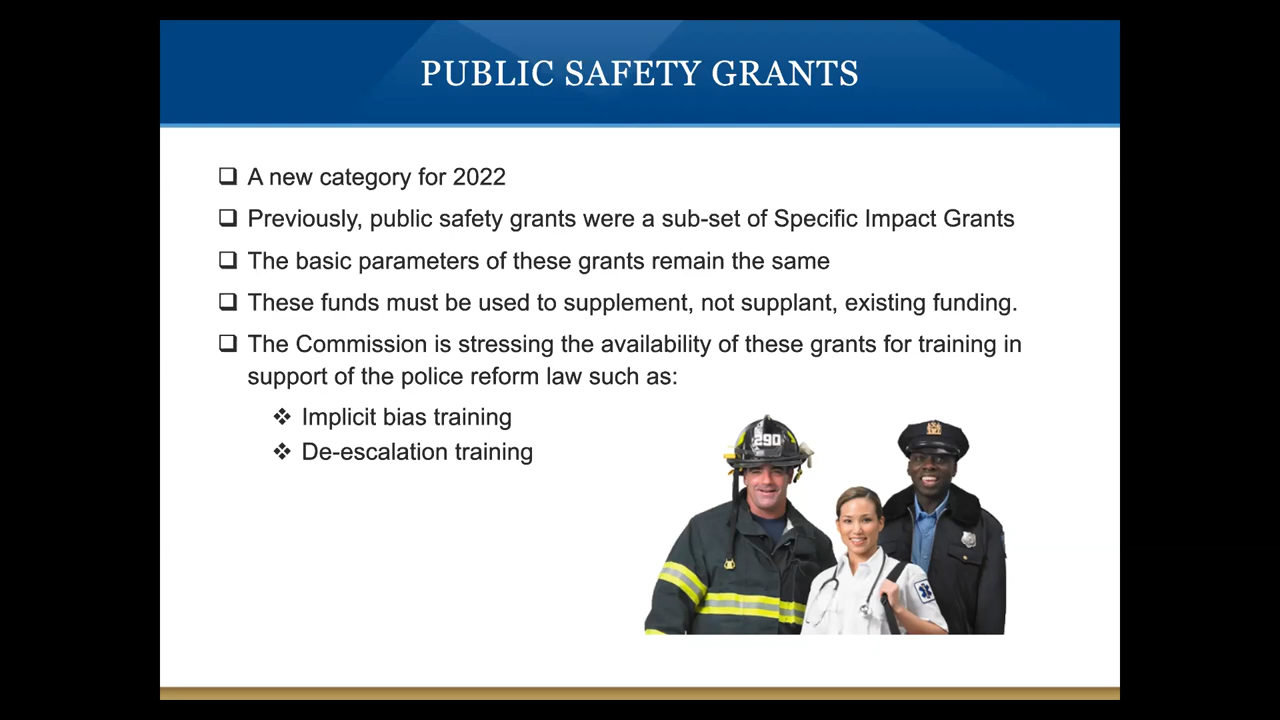 PUBLIC SAFETY GRANTS
A new category for 2022
Previously, public safety grants were a sub-set of Specific Impact Grants
The basic parameters of these grants remain the same
These funds must be used to supplement, not supplant, existing funding.
The Commission is stressing the availability of these grants for training in
support of the police reform law such as:
Implicit bias training
De-escalation training
290